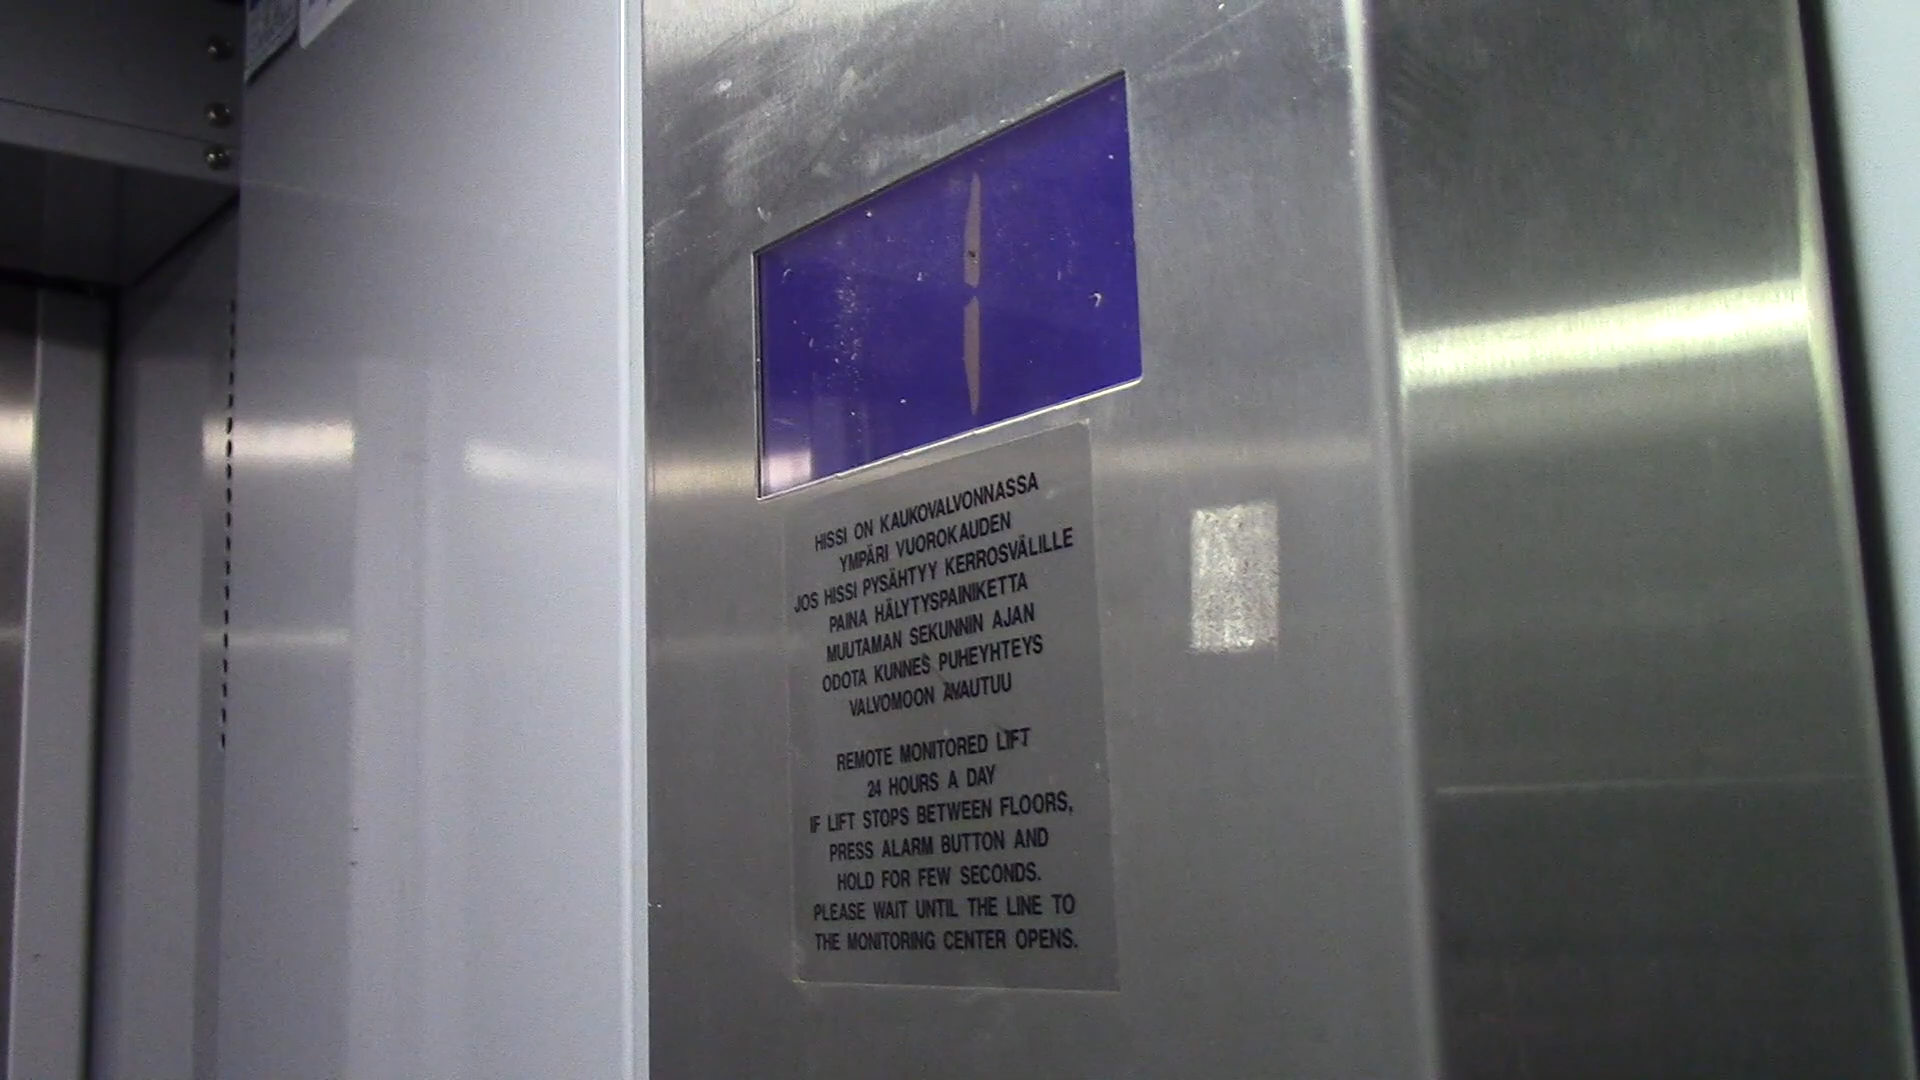 1
HISSI ON KAUKOVALVONNASSA
YMPÄRI VUOROKAUDEN
JOS HISSI PYSÄHTYY KERROSVÄLILLE
PAINA HÄLYTYSPAINIKETTA
MUUTAMAN SEKUNNIN AJAN
ODOTA KUNNES PUHEYHTEYS
VALVOMOON AVAUTUU
REMOTE MONITORED LIFT
24 HOURS A DAY
IF LIFT STOPS BETWEEN FLOORS,
PRESS ALARM BUTTON AND
HOLD FOR FEW SECONDS.
PLEASE WAIT UNTIL THE LINE TO
THE MONITORING CENTER OPENS.